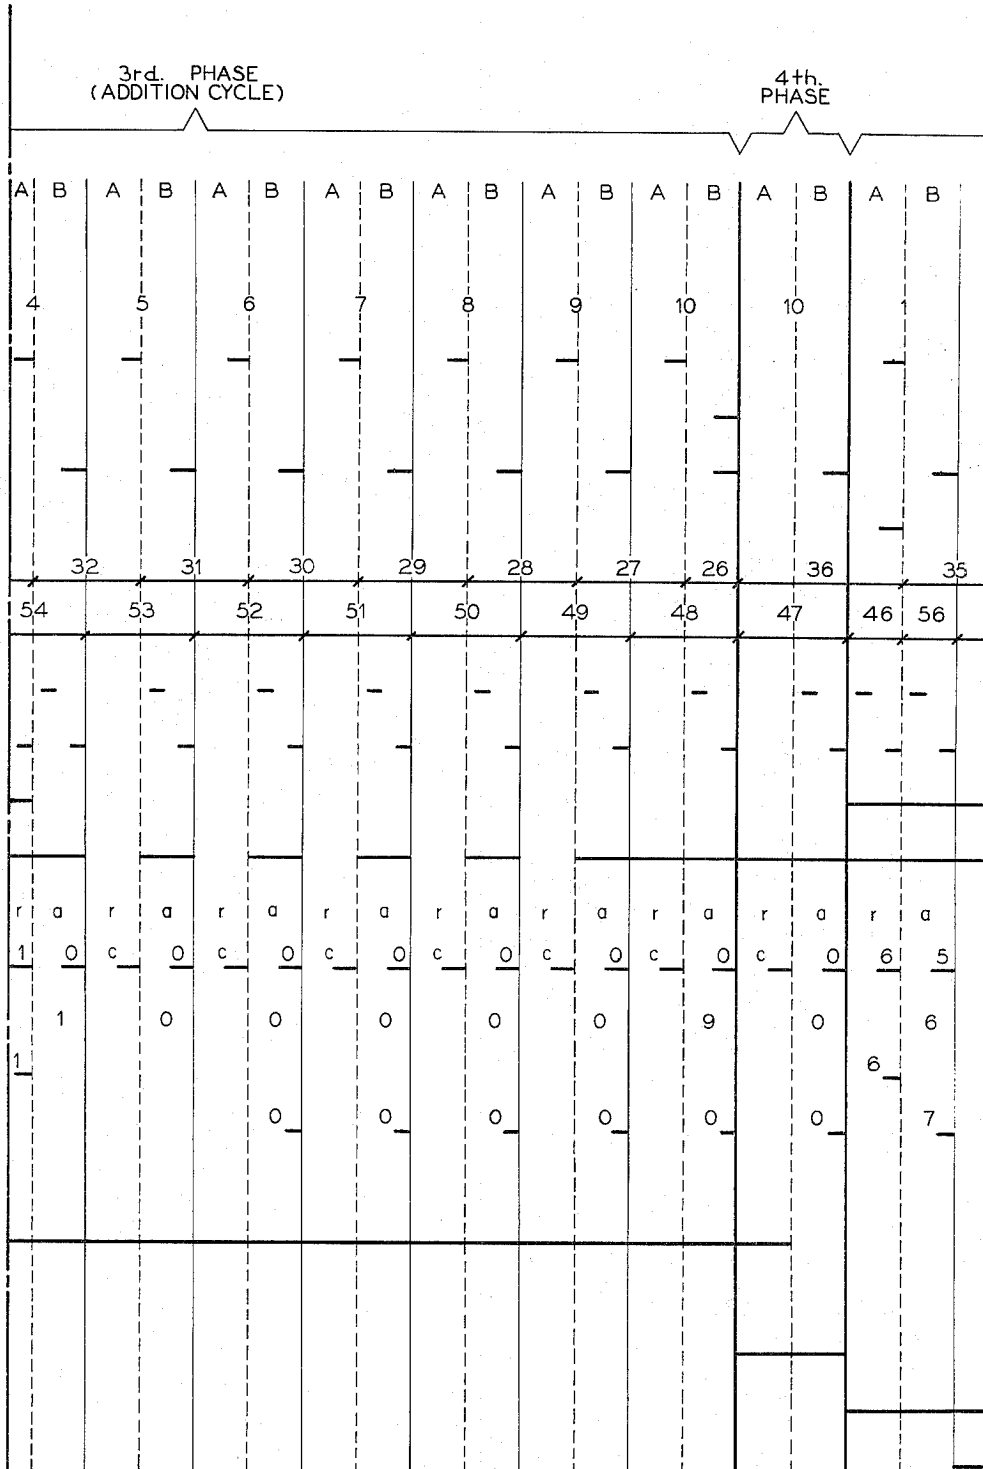 3rd. PHASE
(ADDITION CYCLE)
4th.
PHASE
A B A B A B A B A B A B A B A B A B
4 5 6 7 8 9 10 10 1
32 31 30 29 28 27 26 36 35
54 53 52 51 50 49 48 47 46 56
r a r a r a r a r a r a r a r a r a
1 0 c 0 c 0 c 0 c 0 c 0 c 0 c 0 6 5
1 0 0 0 0 0 9 0 6
1 6
0 0 0 0 0 0 7